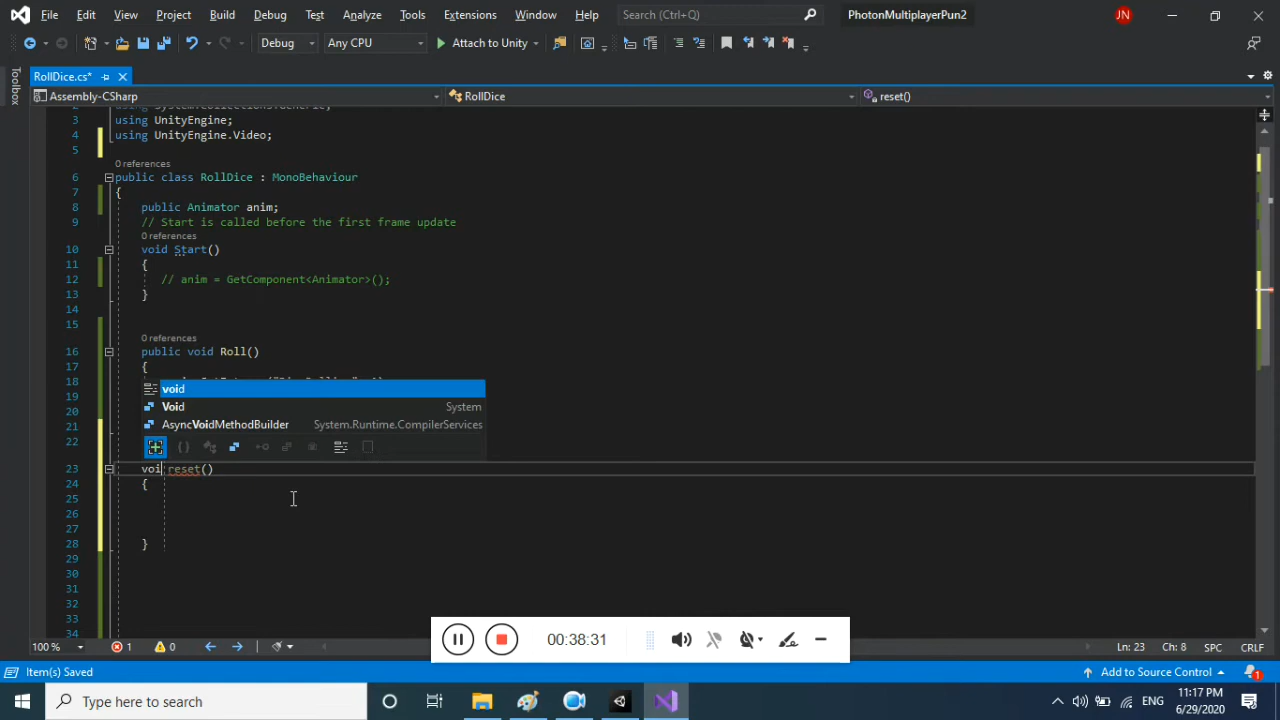 File Edit View Project Build Debug Test Analyze Tools Extensions Window Help Search (Ctrl+Q) PhotonMultiplayerPun2 JN
Debug Any CPU Attach to Unity
RollDice.cs*
Toolbox
Assembly-CSharp RollDice reset()
3 using UnityEngine;
4 using UnityEngine.Video;
5
0 references
6 public class RollDice : MonoBehaviour
7 {
8 public Animator anim;
9 // Start is called before the first frame update
0 references
10 void Start()
11 {
12 // anim = GetComponent<Animator>();
13 }
14
15
0 references
16 public void Roll()
17 {
18
19 void
20 Void System
21 AsyncVoidMethodBuilder System.Runtime.CompilerServices
22
23 voi reset()
24 {
25
26
27
28 }
29
30
31
32
33
34
00:38:31
100 % 1 0 Ln: 23 Ch: 8 SPC CRLF
Item(s) Saved Add to Source Control 1
Type here to search ENG 11:17 PM
6/29/2020